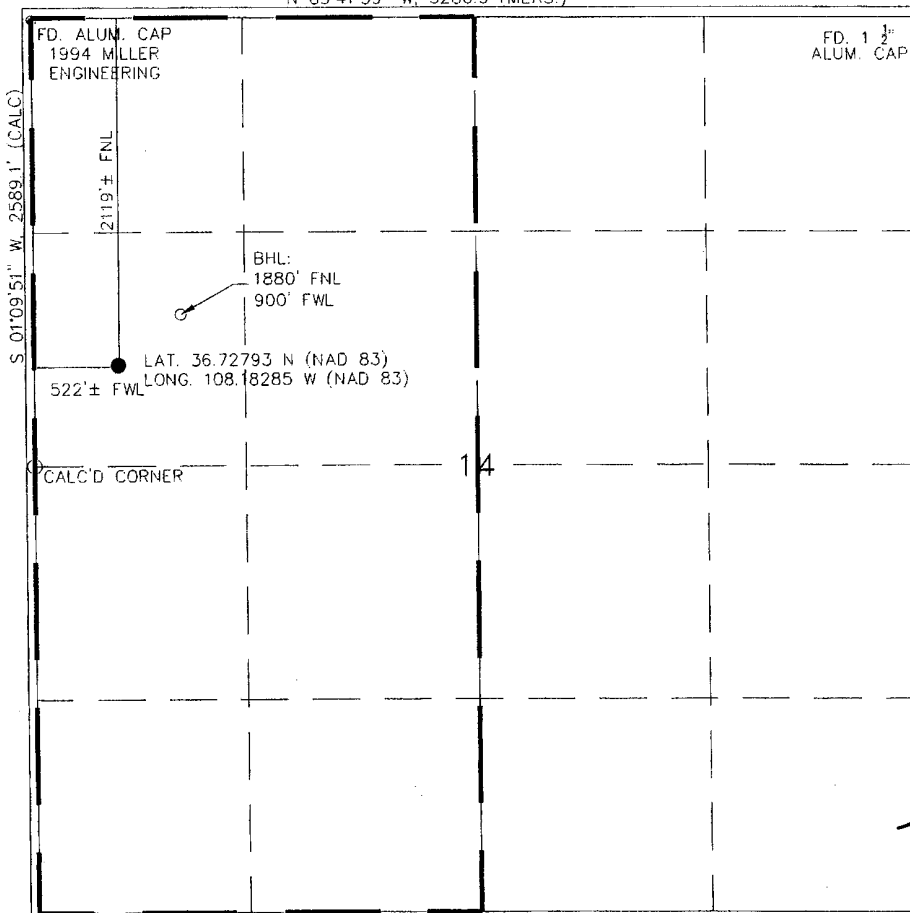 FD. ALUM. CAP
1994 MILLER
ENGINEERING
FD. 1 1/2"
ALUM. CAP
S 01°09'51" W, 2589.1' (CALC)
2119'± FNL
BHL:
1880' FNL
900' FWL
LAT. 36.72793 N (NAD 83)
LONG. 108.18285 W (NAD 83)
522'± FWL
14
CALC'D CORNER